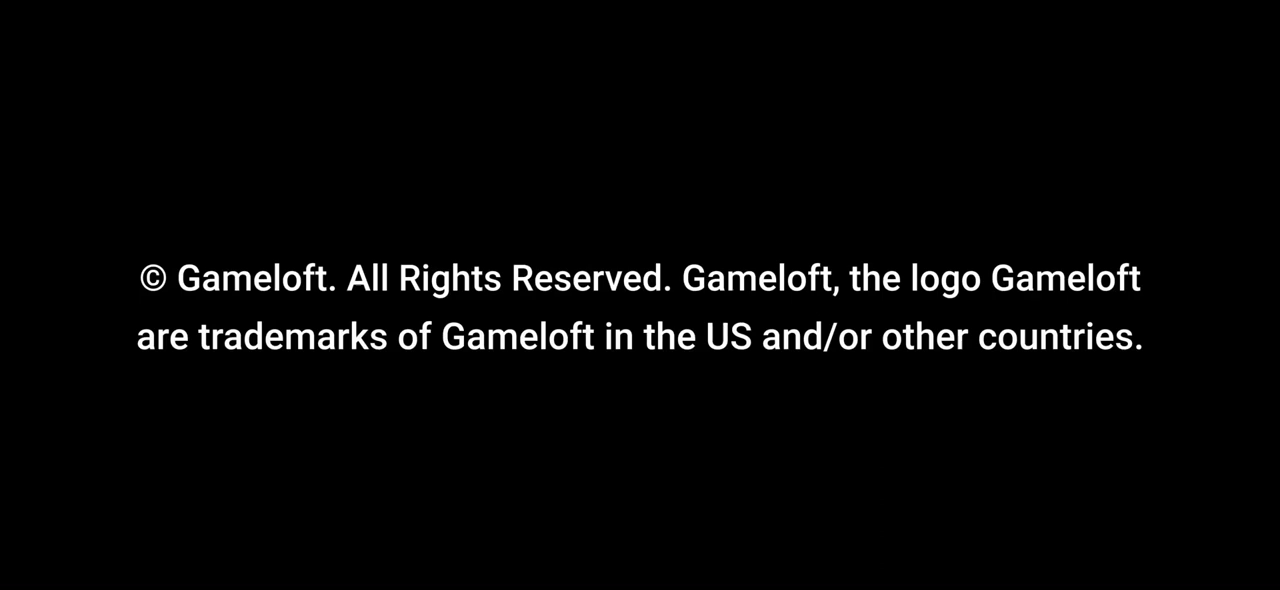 © Gameloft. All Rights Reserved. Gameloft, the logo Gameloft
are trademarks of Gameloft in the US and/or other countries.